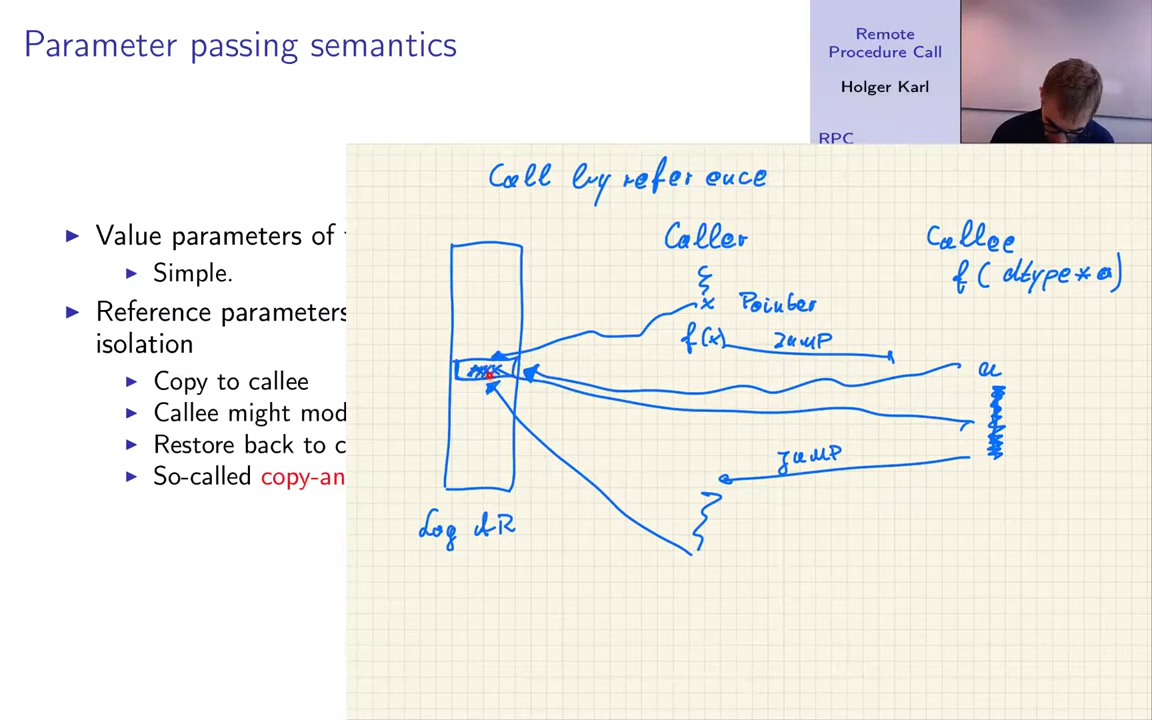 Parameter passing semantics
Remote
Procedure Call
Holger Karl
RPC
▶ Value parameters of
▶ Simple.
▶ Reference parameters
isolation
▶ Copy to callee
▶ Callee might mod
▶ Restore back to c
▶ So-called copy-an
Call by reference
Caller
Callee
f( dtype * a)
x Pointer
f(x)
JUMP
a
JUMP
Log AR